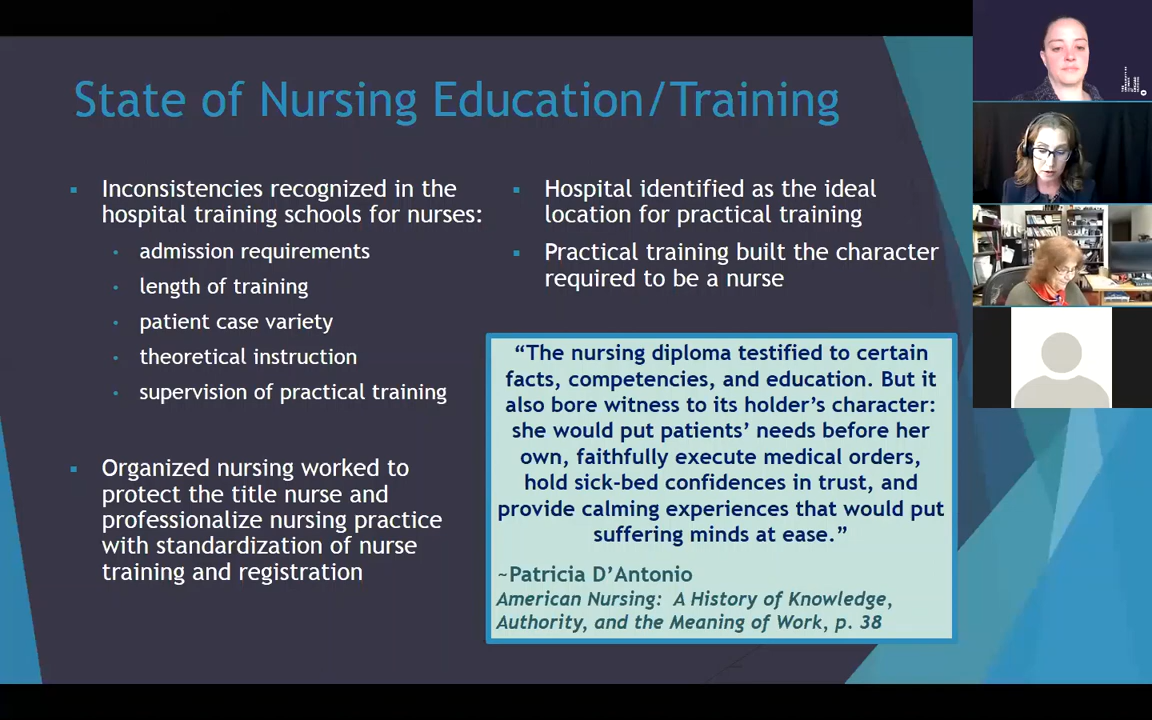 State of Nursing Education/Training
Inconsistencies recognized in the
hospital training schools for nurses:
admission requirements
length of training
patient case variety
theoretical instruction
supervision of practical training
Organized nursing worked to
protect the title nurse and
professionalize nursing practice
with standardization of nurse
training and registration
Hospital identified as the ideal
location for practical training
Practical training built the character
required to be a nurse
“The nursing diploma testified to certain
facts, competencies, and education. But it
also bore witness to its holder’s character:
she would put patients’ needs before her
own, faithfully execute medical orders,
hold sick-bed confidences in trust, and
provide calming experiences that would put
suffering minds at ease.”
~Patricia D’Antonio
American Nursing: A History of Knowledge,
Authority, and the Meaning of Work, p. 38